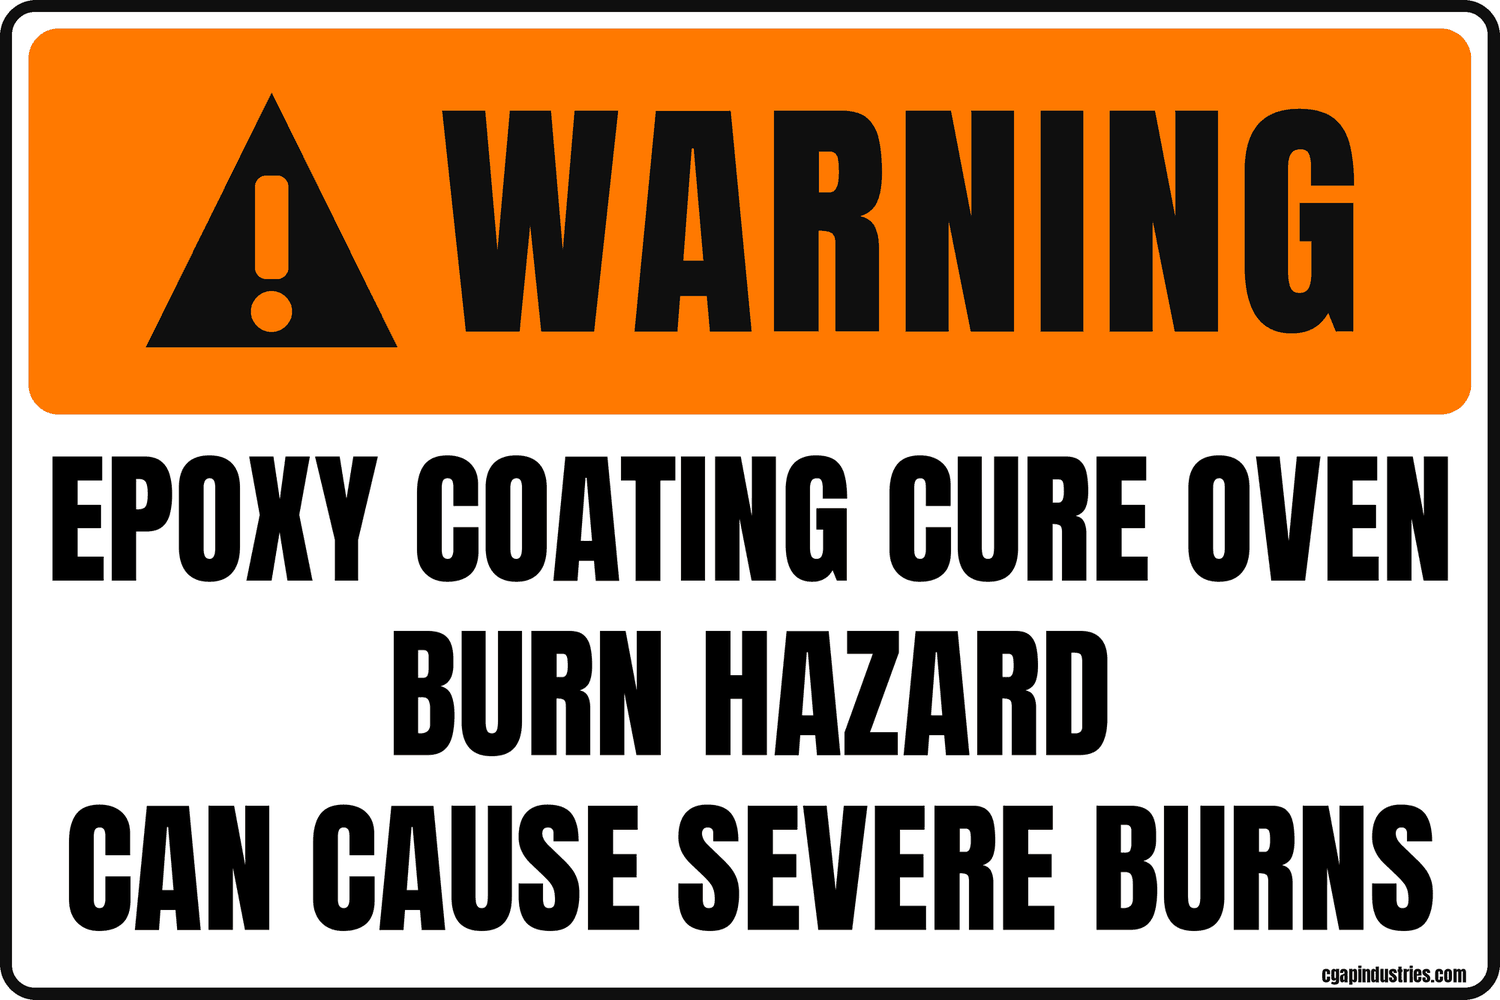 WARNING
EPOXY COATING CURE OVEN
BURN HAZARD
CAN CAUSE SEVERE BURNS
cgapindustries.com